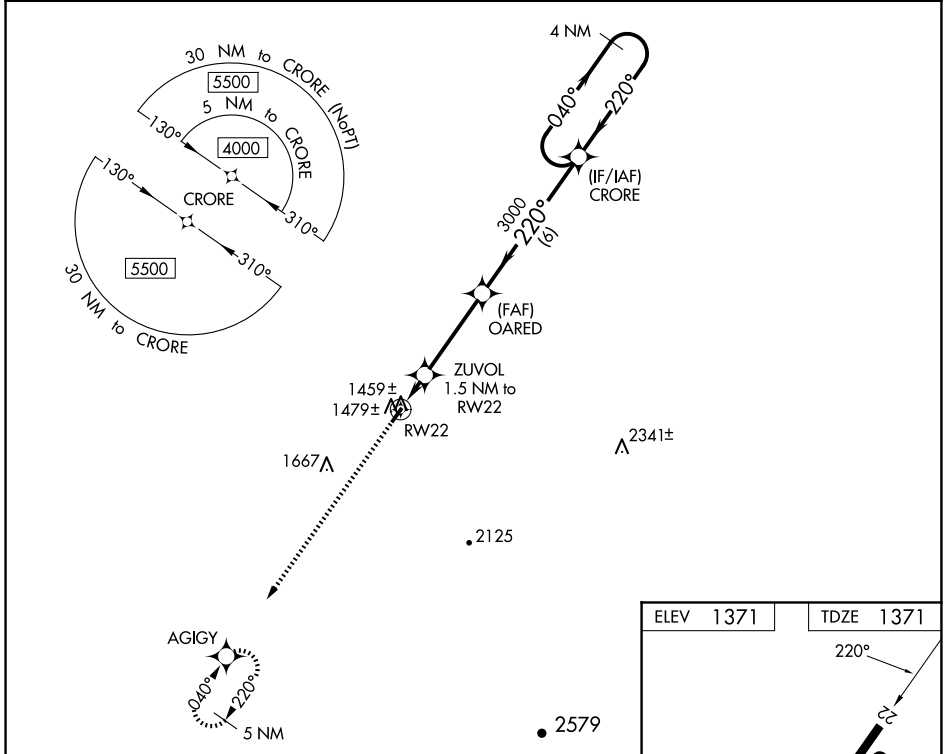 4 NM
040°
220°
(IF/IAF)
CRORE
30 NM to CRORE (NoPT)
5500
5 NM to CRORE
4000
130°
310°
CRORE
130°
310°
5500
30 NM to CRORE
3000
220°
(6)
(FAF)
OARED
ZUVOL
1.5 NM to
RW22
1459±
1479±
RW22
1667
2341±
2125
AGIGY
040°
220°
5 NM
2579
ELEV 1371
TDZE 1371
220°
22